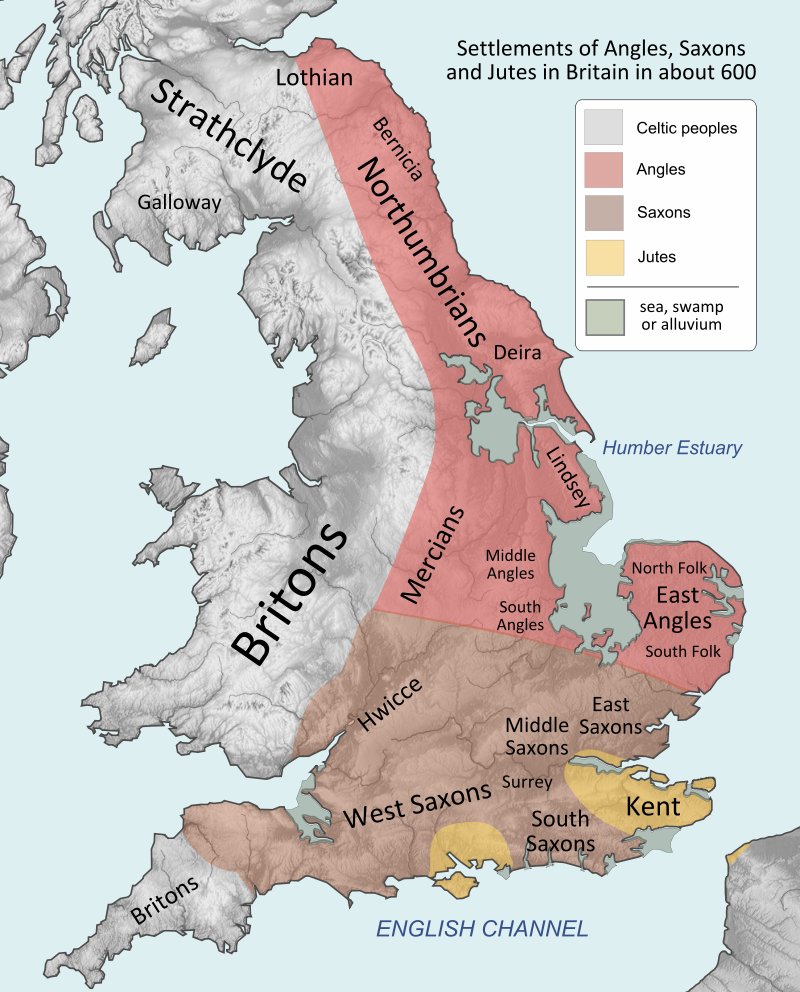 Settlements of Angles, Saxons
and Jutes in Britain in about 600
Celtic peoples
Angles
Saxons
Jutes
sea, swamp
or alluvium
Lothian
Strathclyde
Bernicia
Galloway
Northumbrians
Deira
Humber Estuary
Lindsey
Mercians
Britons
Middle
Angles
North Folk
East
Angles
South
Angles
South Folk
Hwicce
East
Saxons
Middle
Saxons
Surrey
West Saxons
Kent
South
Saxons
Britons
ENGLISH CHANNEL